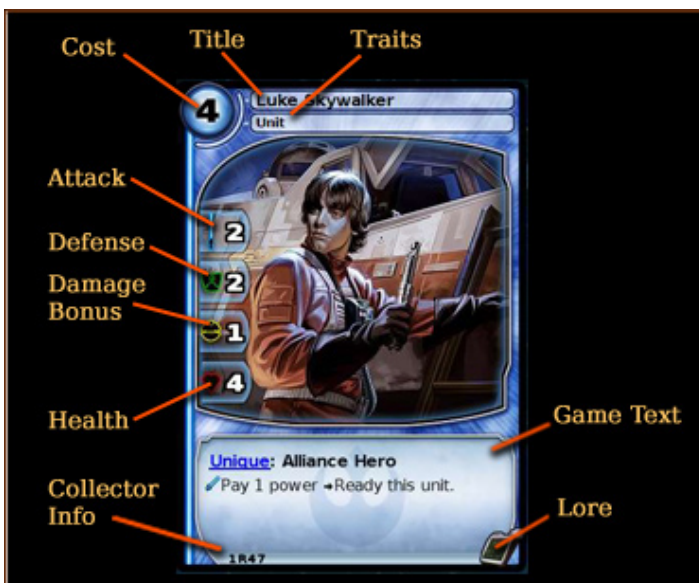 Cost
Title
Traits
4
Luke Skywalker
Unit
Attack
2
Defense
2
Damage
Bonus
1
Health
4
Game Text
Unique: Alliance Hero
Pay 1 power →Ready this unit.
Collector
Info
Lore
1R47